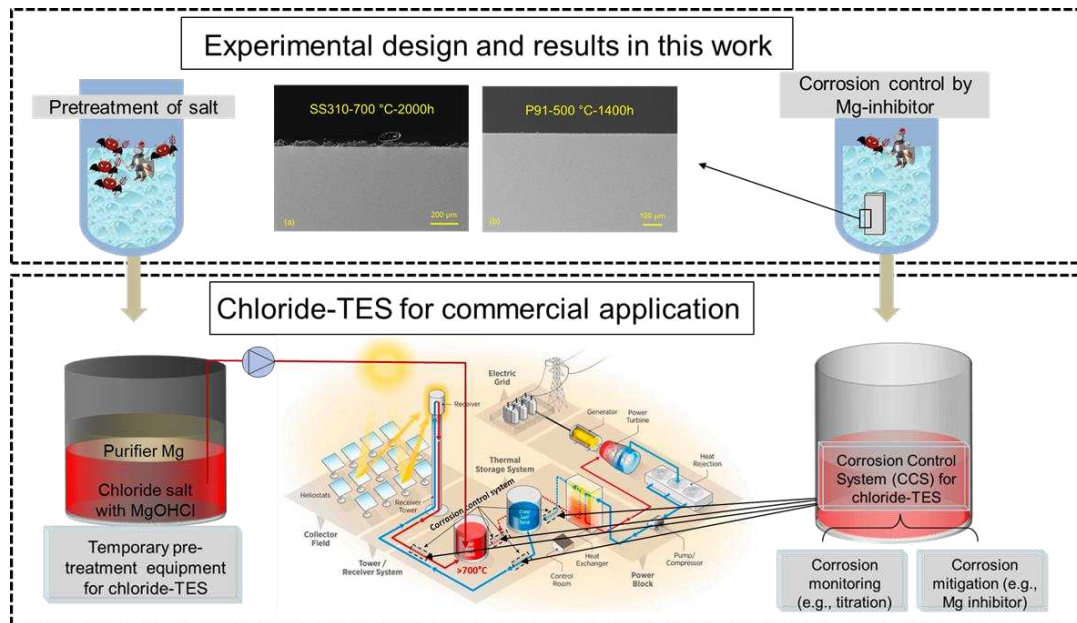 Experimental design and results in this work
Pretreatment of salt
SS310-700 °C-2000h
(a)
200 µm
P91-500 °C-1400h
(b)
100 µm
Corrosion control by
Mg-inhibitor
Chloride-TES for commercial application
Purifier Mg
Chloride salt
with MgOHCl
Temporary pre-
treatment equipment
for chloride-TES
Receiver
Heliostats
Receiver
Tower
Collector
Field
Tower /
Receiver System
Corrosion control system
>700°C
Thermal
Storage System
Cold
Salt
Electric
Grid
Generator
Power
Turbine
Heat
Rejection
Heat
Exchanger
Control
Room
Pump/
Compressor
Power
Block
Corrosion Control
System (CCS) for
chloride-TES
Corrosion
monitoring
(e.g., titration)
Corrosion
mitigation (e.g.,
Mg inhibitor)